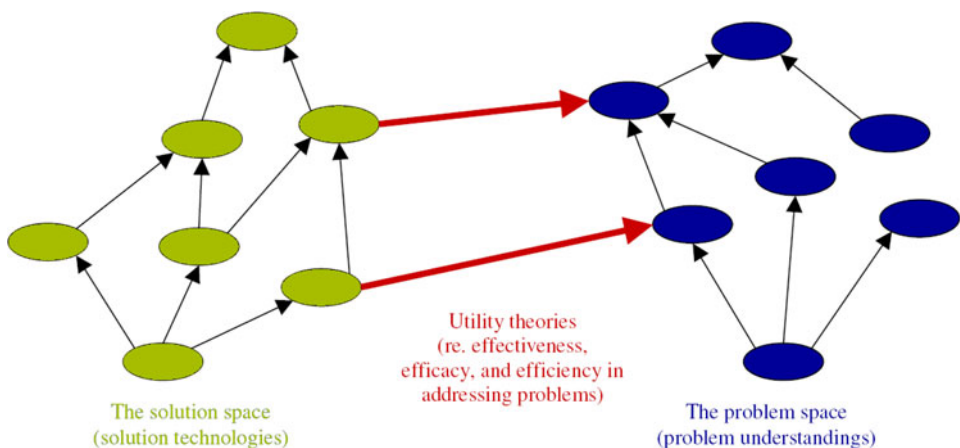 Utility theories
(re. effectiveness,
efficacy, and efficiency in
addressing problems)
The solution space
(solution technologies)
The problem space
(problem understandings)